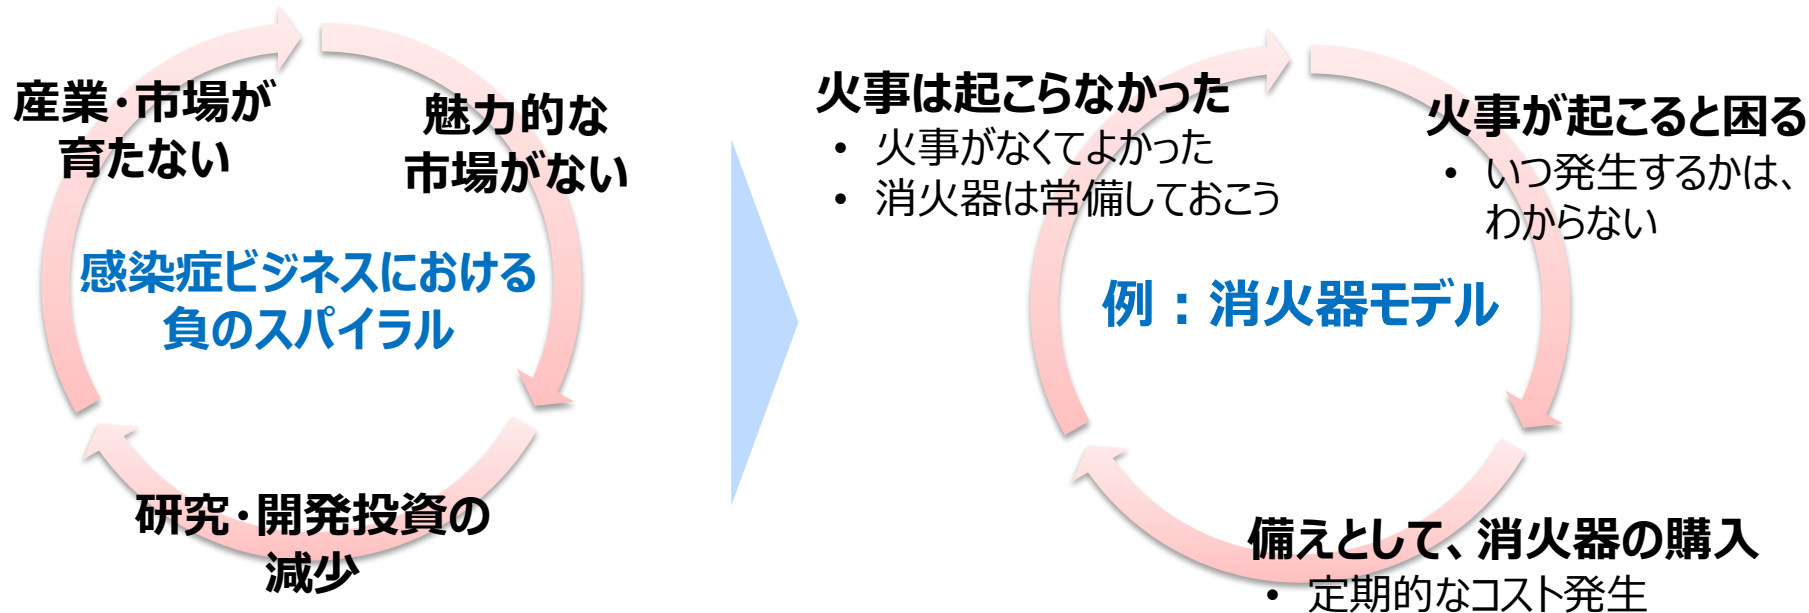 産業・市場が
育たない
魅力的な
市場がない
感染症ビジネスにおける
負のスパイラル
研究・開発投資の
減少
火事は起こらなかった
• 火事がなくてよかった
• 消火器は常備しておこう
火事が起こると困る
• いつ発生するかは、
わからない
例：消火器モデル
備えとして、消火器の購入
• 定期的なコスト発生